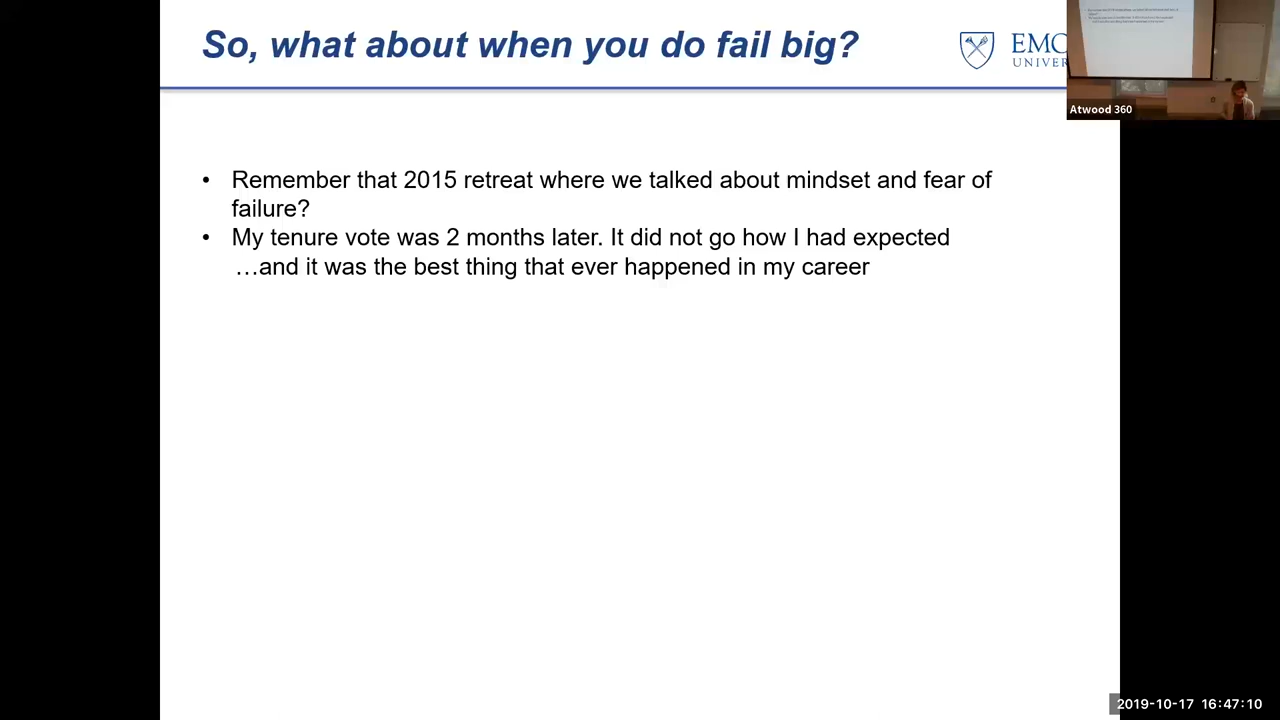 So, what about when you do fail big?
EMO
UNIVER
Atwood 360
• Remember that 2015 retreat where we talked about mindset and fear of
failure?
• My tenure vote was 2 months later. It did not go how I had expected
…and it was the best thing that ever happened in my career
2019-10-17 16:47:10